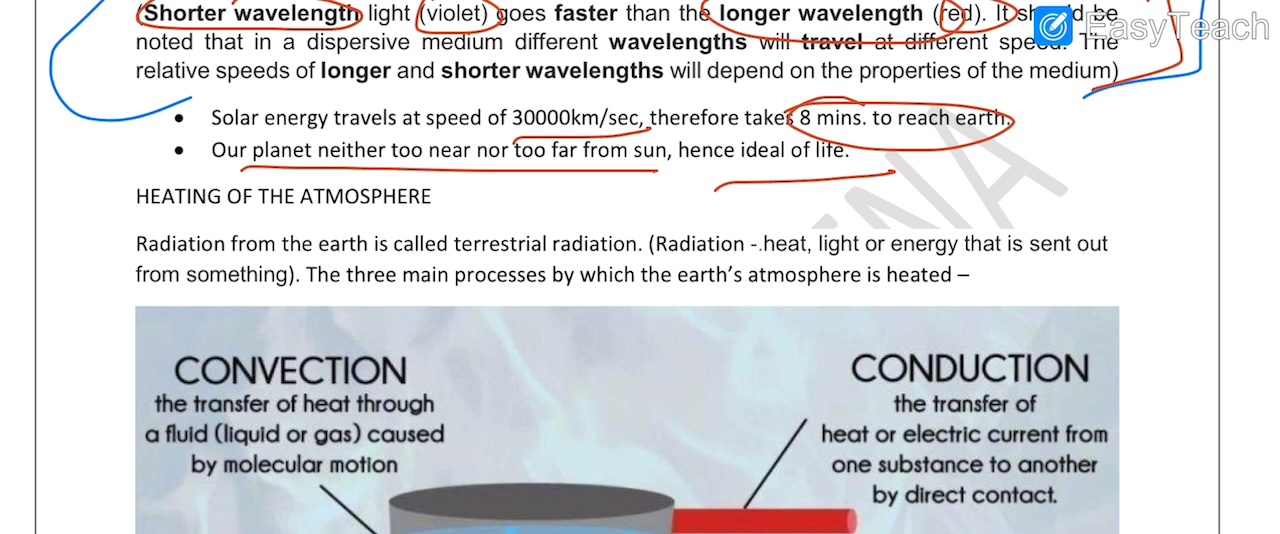 (Shorter wavelength light (violet) goes faster than the longer wavelength (red). It should be
EasyTeach
noted that in a dispersive medium different wavelengths will travel at different speed. The
relative speeds of longer and shorter wavelengths will depend on the properties of the medium)
• Solar energy travels at speed of 30000km/sec, therefore takes 8 mins. to reach earth.
• Our planet neither too near nor too far from sun, hence ideal of life.
HEATING OF THE ATMOSPHERE
Radiation from the earth is called terrestrial radiation. (Radiation -.heat, light or energy that is sent out
from something). The three main processes by which the earth's atmosphere is heated –
CONVECTION
the transfer of heat through
a fluid (liquid or gas) caused
by molecular motion
CONDUCTION
the transfer of
heat or electric current from
one substance to another
by direct contact.